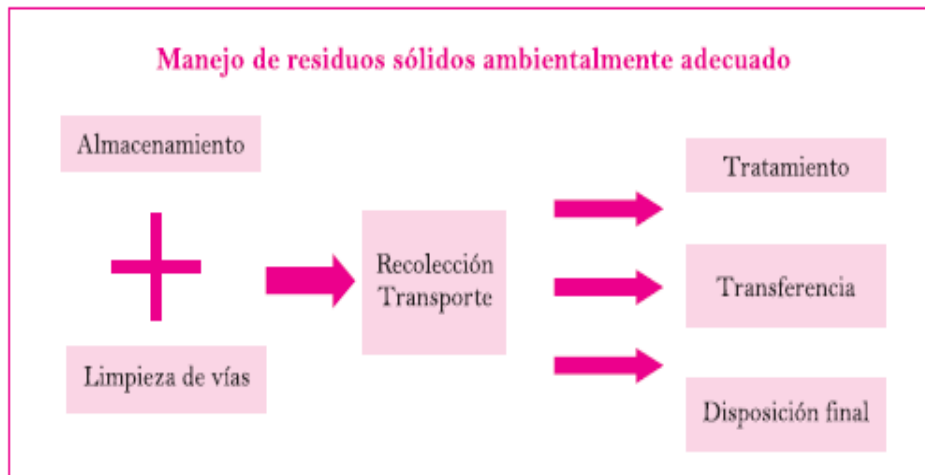 Manejo de residuos sólidos ambientalmente adecuado
Almacenamiento
Limpieza de vías
Recolección
Transporte
Tratamiento
Transferencia
Disposición final